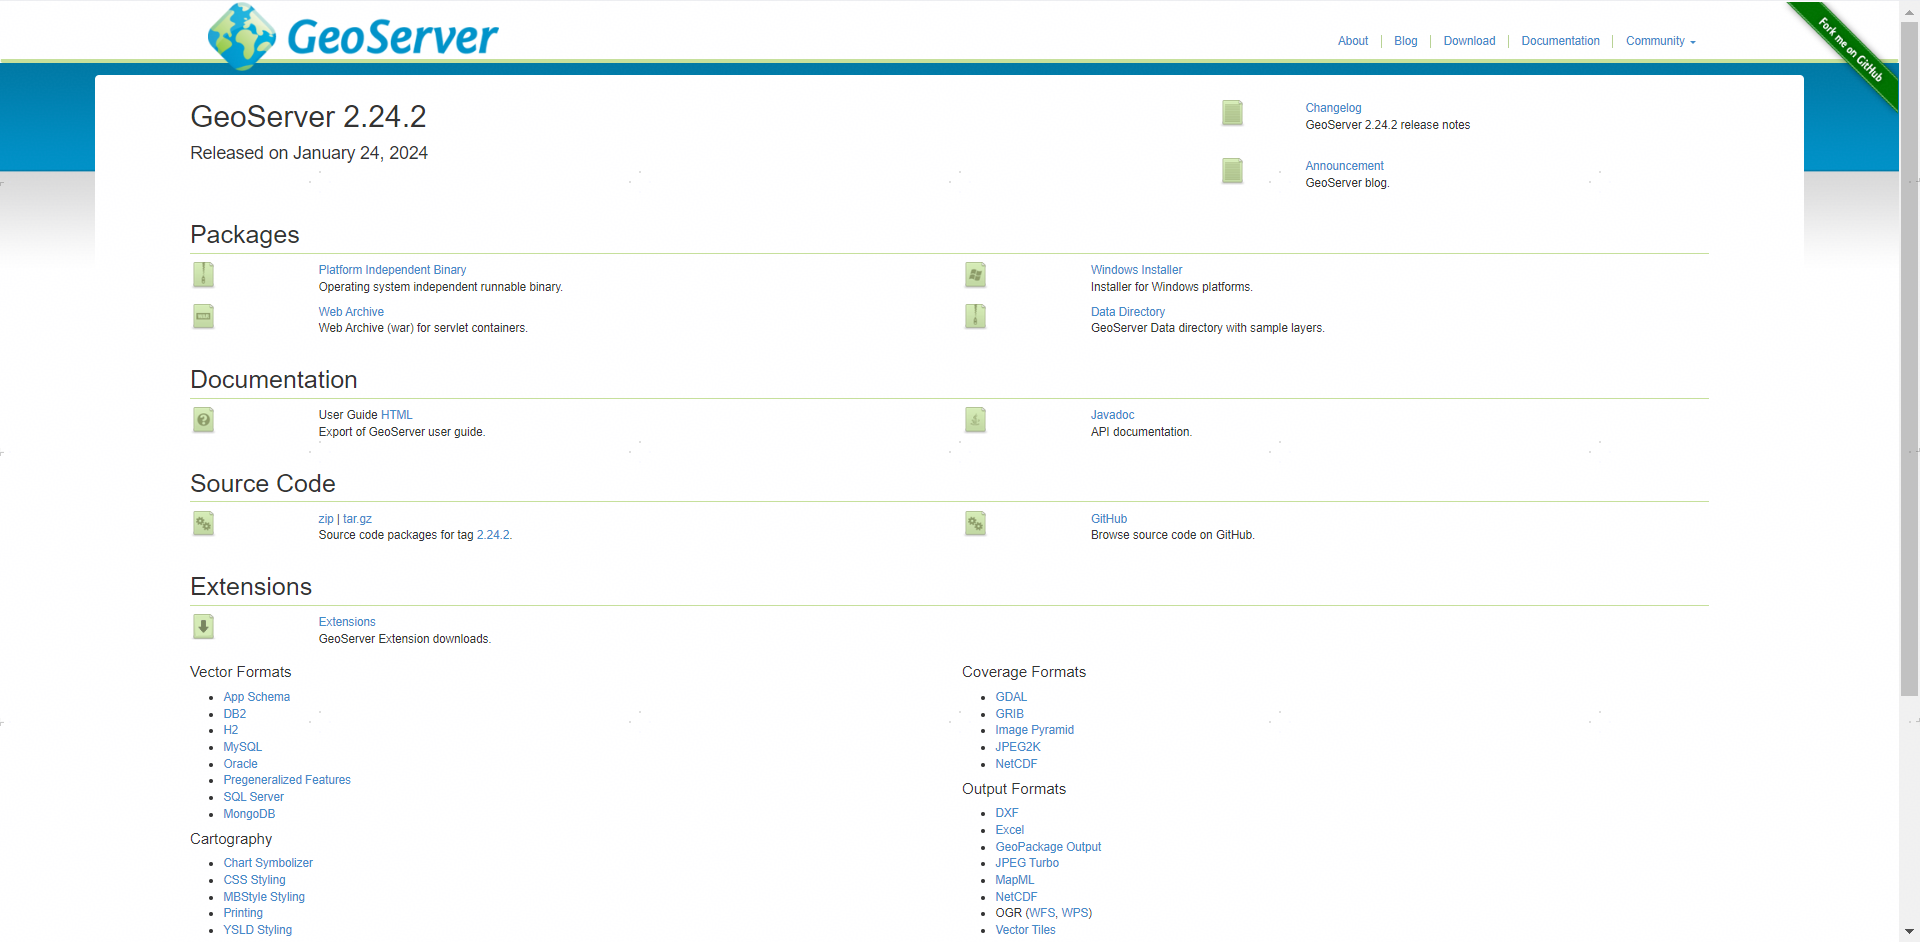 GeoServer
About
Blog
Download
Documentation
Community
Fork me on GitHub
GeoServer 2.24.2
Released on January 24, 2024
Changelog
GeoServer 2.24.2 release notes
Announcement
GeoServer blog.
Packages
Platform Independent Binary
Operating system independent runnable binary.
Windows Installer
Installer for Windows platforms.
WAR
Web Archive
Web Archive (war) for servlet containers.
Data Directory
GeoServer Data directory with sample layers.
Documentation
User Guide HTML
Export of GeoServer user guide.
Javadoc
API documentation.
Source Code
zip | tar.gz
Source code packages for tag 2.24.2.
GitHub
Browse source code on GitHub.
Extensions
Extensions
GeoServer Extension downloads.
Vector Formats
App Schema
DB2
H2
MySQL
Oracle
Pregeneralized Features
SQL Server
MongoDB
Cartography
Chart Symbolizer
CSS Styling
MBStyle Styling
Printing
YSLD Styling
Coverage Formats
GDAL
GRIB
Image Pyramid
JPEG2K
NetCDF
Output Formats
DXF
Excel
GeoPackage Output
JPEG Turbo
MapML
NetCDF
OGR (WFS, WPS)
Vector Tiles